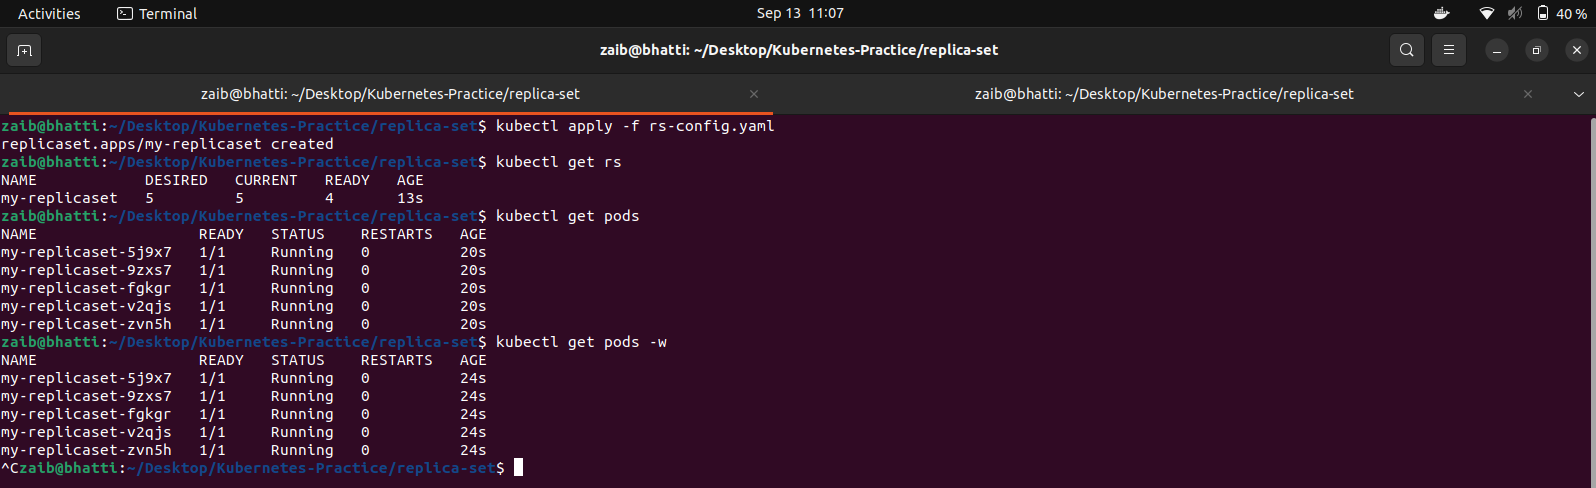 Activities Terminal Sep 13 11:07 40 %
zaib@bhatti: ~/Desktop/Kubernetes-Practice/replica-set
zaib@bhatti: ~/Desktop/Kubernetes-Practice/replica-set × zaib@bhatti: ~/Desktop/Kubernetes-Practice/replica-set ×
zaib@bhatti:~/Desktop/Kubernetes-Practice/replica-set$ kubectl apply -f rs-config.yaml
replicaset.apps/my-replicaset created
zaib@bhatti:~/Desktop/Kubernetes-Practice/replica-set$ kubectl get rs
NAME            DESIRED   CURRENT   READY   AGE
my-replicaset   5         5         4       13s
zaib@bhatti:~/Desktop/Kubernetes-Practice/replica-set$ kubectl get pods
NAME                  READY   STATUS    RESTARTS   AGE
my-replicaset-5j9x7   1/1     Running   0          20s
my-replicaset-9zxs7   1/1     Running   0          20s
my-replicaset-fgkgr   1/1     Running   0          20s
my-replicaset-v2qjs   1/1     Running   0          20s
my-replicaset-zvn5h   1/1     Running   0          20s
zaib@bhatti:~/Desktop/Kubernetes-Practice/replica-set$ kubectl get pods -w
NAME                  READY   STATUS    RESTARTS   AGE
my-replicaset-5j9x7   1/1     Running   0          24s
my-replicaset-9zxs7   1/1     Running   0          24s
my-replicaset-fgkgr   1/1     Running   0          24s
my-replicaset-v2qjs   1/1     Running   0          24s
my-replicaset-zvn5h   1/1     Running   0          24s
^Czaib@bhatti:~/Desktop/Kubernetes-Practice/replica-set$